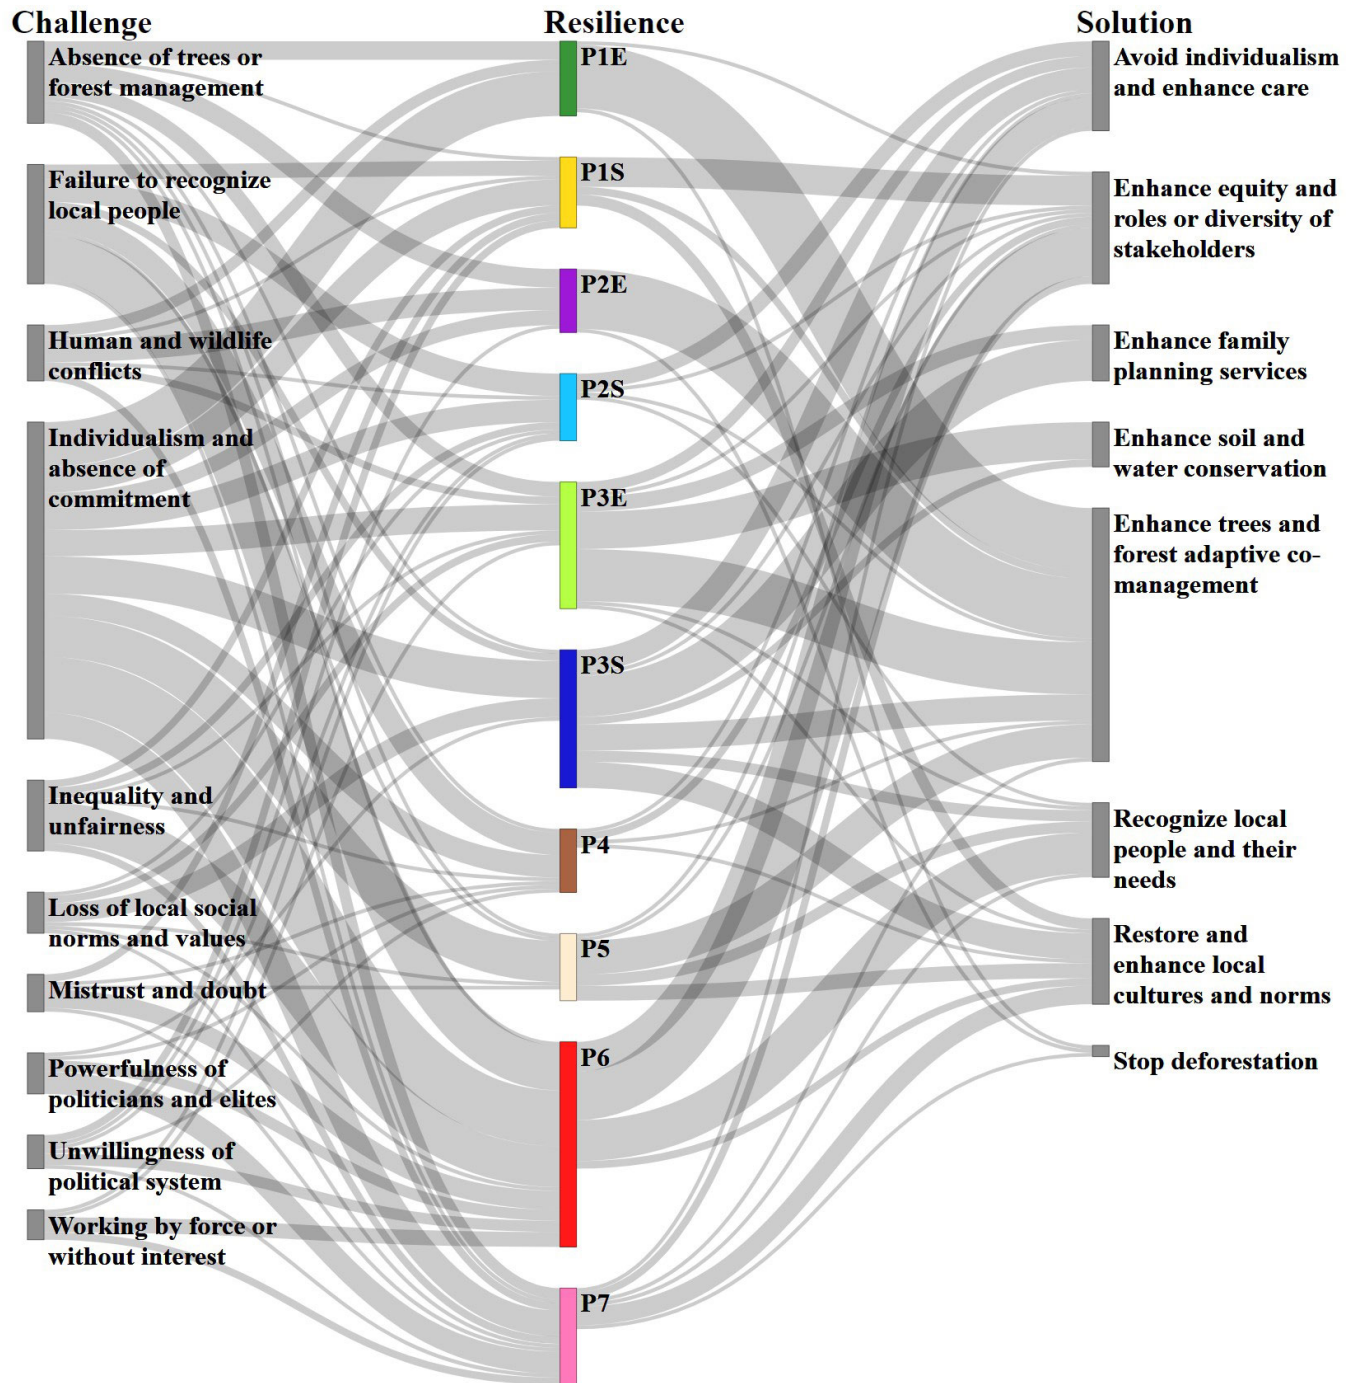 Challenge
Resilience
Solution
Absence of trees or
forest management
Failure to recognize
local people
Human and wildlife
conflicts
Individualism and
absence of
commitment
Inequality and
unfairness
Loss of local social
norms and values
Mistrust and doubt
Powerfulness of
politicians and elites
Unwillingness of
political system
Working by force or
without interest
P1E
P1S
P2E
P2S
P3E
P3S
P4
P5
P6
P7
Avoid individualism
and enhance care
Enhance equity and
roles or diversity of
stakeholders
Enhance family
planning services
Enhance soil and
water conservation
Enhance trees and
forest adaptive co-
management
Recognize local
people and their
needs
Restore and
enhance local
cultures and norms
Stop deforestation